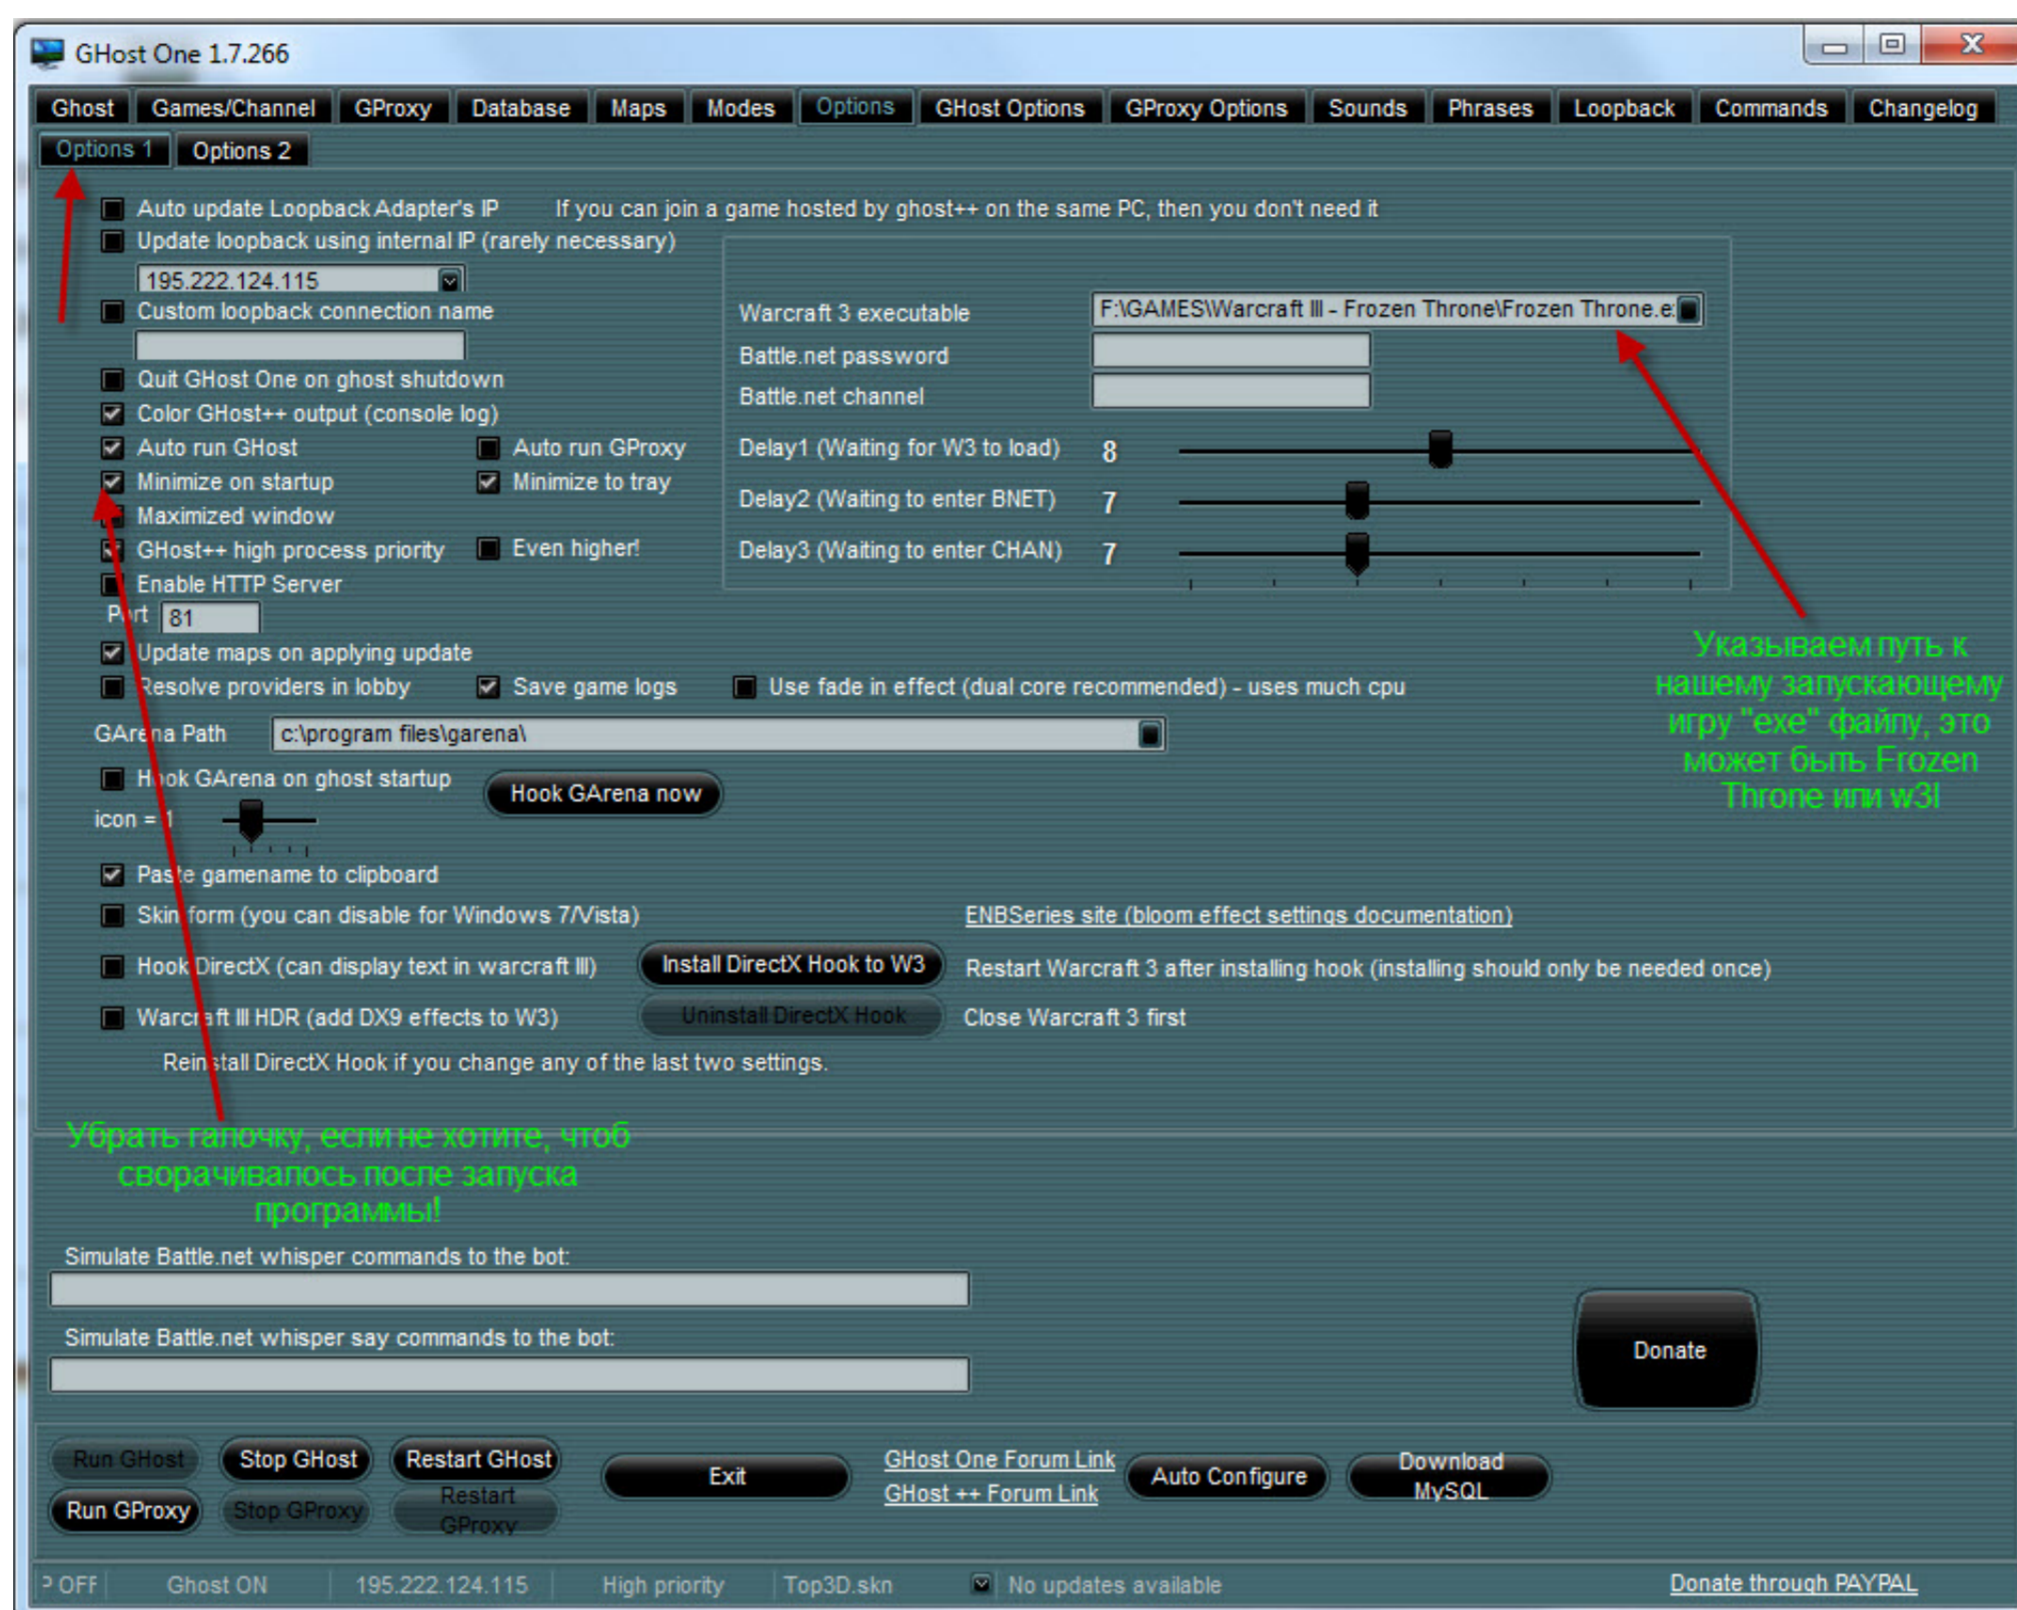 GHost One 1.7.266
Ghost Games/Channel GProxy Database Maps Modes Options GHost Options GProxy Options Sounds Phrases Loopback Commands Changelog
Options 1 Options 2
Auto update Loopback Adapter's IP If you can join a game hosted by ghost++ on the same PC, then you don't need it
Update loopback using internal IP (rarely necessary)
195.222.124.115
Custom loopback connection name
Warcraft 3 executable F:\GAMES\Warcraft III - Frozen Throne\Frozen Throne.e
Battle.net password
Quit GHost One on ghost shutdown
Battle.net channel
Color GHost++ output (console log)
Auto run GHost Auto run GProxy Delay1 (Waiting for W3 to load) 8
Minimize on startup Minimize to tray
Delay2 (Waiting to enter BNET) 7
Maximized window
GHost++ high process priority Even higher! Delay3 (Waiting to enter CHAN) 7
Enable HTTP Server
Port 81
Update maps on applying update
Resolve providers in lobby Save game logs Use fade in effect (dual core recommended) - uses much cpu
Указываем путь к
нашему запускающему
игру "exe" файлу, это
может быть Frozen
Throne или w3l
GArena Path c:\program files\garena\
Hook GArena on ghost startup Hook GArena now
icon = 1
Paste gamename to clipboard
Skin form (you can disable for Windows 7/Vista) ENBSeries site (bloom effect settings documentation)
Hook DirectX (can display text in warcraft III) Install DirectX Hook to W3 Restart Warcraft 3 after installing hook (installing should only be needed once)
Warcraft III HDR (add DX9 effects to W3) Uninstall DirectX Hook Close Warcraft 3 first
Reinstall DirectX Hook if you change any of the last two settings.
Убрать галочку, если не хотите, чтоб
сворачивалось после запуска
программы!
Simulate Battle.net whisper commands to the bot:
Simulate Battle.net whisper say commands to the bot:
Donate
Run GHost Stop GHost Restart GHost Exit GHost One Forum Link Auto Configure Download MySQL
Run GProxy Stop GProxy Restart GProxy GHost ++ Forum Link
P OFF Ghost ON 195.222.124.115 High priority Top3D.skn No updates available Donate through PAYPAL